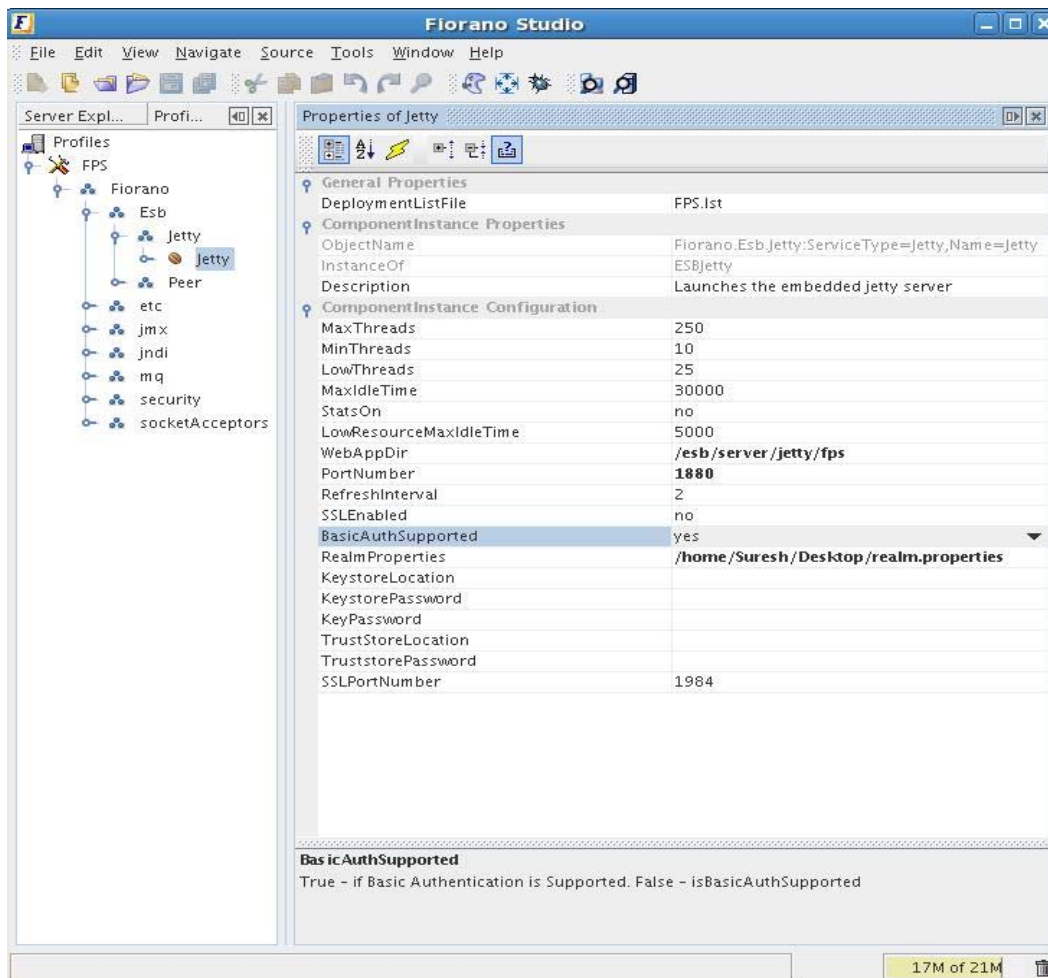 Fiorano Studio
File Edit View Navigate Source Tools Window Help
Server Expl... Profi...
Profiles
FPS
Fiorano
Esb
Jetty
Jetty
Peer
etc
jmx
jndi
mq
security
socketAcceptors
Properties of Jetty
General Properties
DeploymentListFile FPS.lst
ComponentInstance Properties
ObjectName Fiorano.Esb.Jetty:ServiceType=Jetty,Name=Jetty
InstanceOf ESBJetty
Description Launches the embedded jetty server
ComponentInstance Configuration
MaxThreads 250
MinThreads 10
LowThreads 25
MaxIdleTime 30000
StatsOn no
LowResourceMaxIdleTime 5000
WebAppDir /esb/server/jetty/fps
PortNumber 1880
RefreshInterval 2
SSLEnabled no
BasicAuthSupported yes
RealmProperties /home/Suresh/Desktop/realm.properties
KeystoreLocation
KeystorePassword
KeyPassword
TrustStoreLocation
TruststorePassword
SSLPortNumber 1984
BasicAuthSupported
True - if Basic Authentication is Supported. False - isBasicAuthSupported
17M of 21M